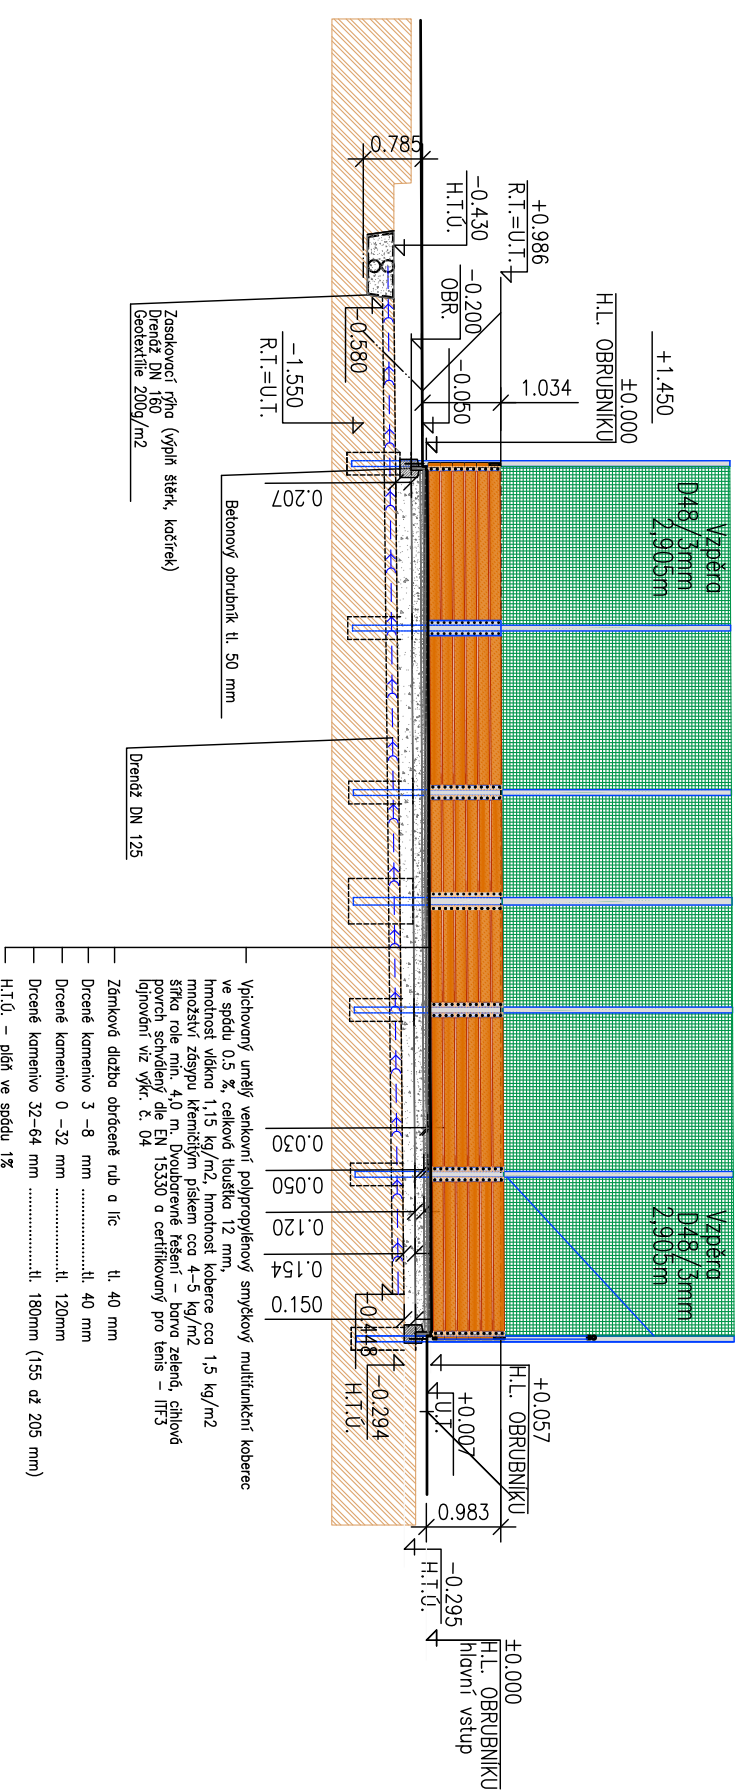 Vzpěra
D48/3mm
2,905m
Vzpěra
D48/3mm
2,905m
+1.450
±0.000
H.L. OBRUBNÍKU
1.034
+0.986
R.T.=U.T.
-0.200
OBR.
-0.050
-0.430
H.T.Ú.
0.785
-0.580
-1.550
R.T.=U.T.
0.207
Zasakovací rýha (výplň štěrk, kačírek)
Drenáž DN 160
Geotextílie 200g/m2
Betonový obrubník tl. 50 mm
Drenáž DN 125
0.030
0.050
0.120
0.154
0.150
-0.448
-0.294
H.T.Ú.
+0.057
H.L. OBRUBNÍKU
+0.007
U.T.
0.983
-0.295
H.T.Ú.
±0.000
H.L. OBRUBNÍKU
hlavní vstup
Vpichovaný umělý venkovní polypropylénový smyčkový multifunkční koberec
ve spádu 0.5 %, celková tloušťka 12 mm,
hmotnost vlákna 1,15 kg/m2, hmotnost koberce cca 1,5 kg/m2
množství zásypu křemičitým pískem cca 4-5 kg/m2
šířka role min. 4,0 m. Dvoubarevné řešení - barva zelená, cihlová
povrch schválený dle EN 15330 a certifikovaný pro tenis - ITF3
lajnování viz výkr. č. 04
Zámková dlažba obráceně rub a líc tl. 40 mm
Drcené kamenivo 3 -8 mm ................tl. 40 mm
Drcené kamenivo 0 -32 mm ..............tl. 120mm
Drcené kamenivo 32-64 mm ..............tl. 180mm (155 až 205 mm)
H.T.Ú. - pláň ve spádu 1%